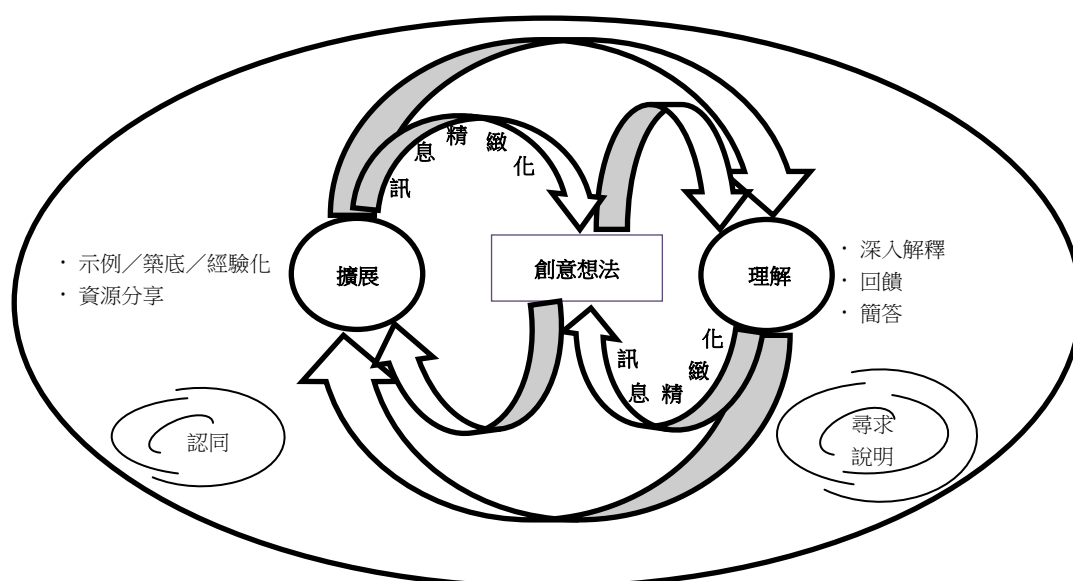 訊息精緻化
· 示例／築底／經驗化
· 資源分享
擴展
創意想法
理解
· 深入解釋
· 回饋
· 簡答
訊息精緻化
認同
尋求
說明